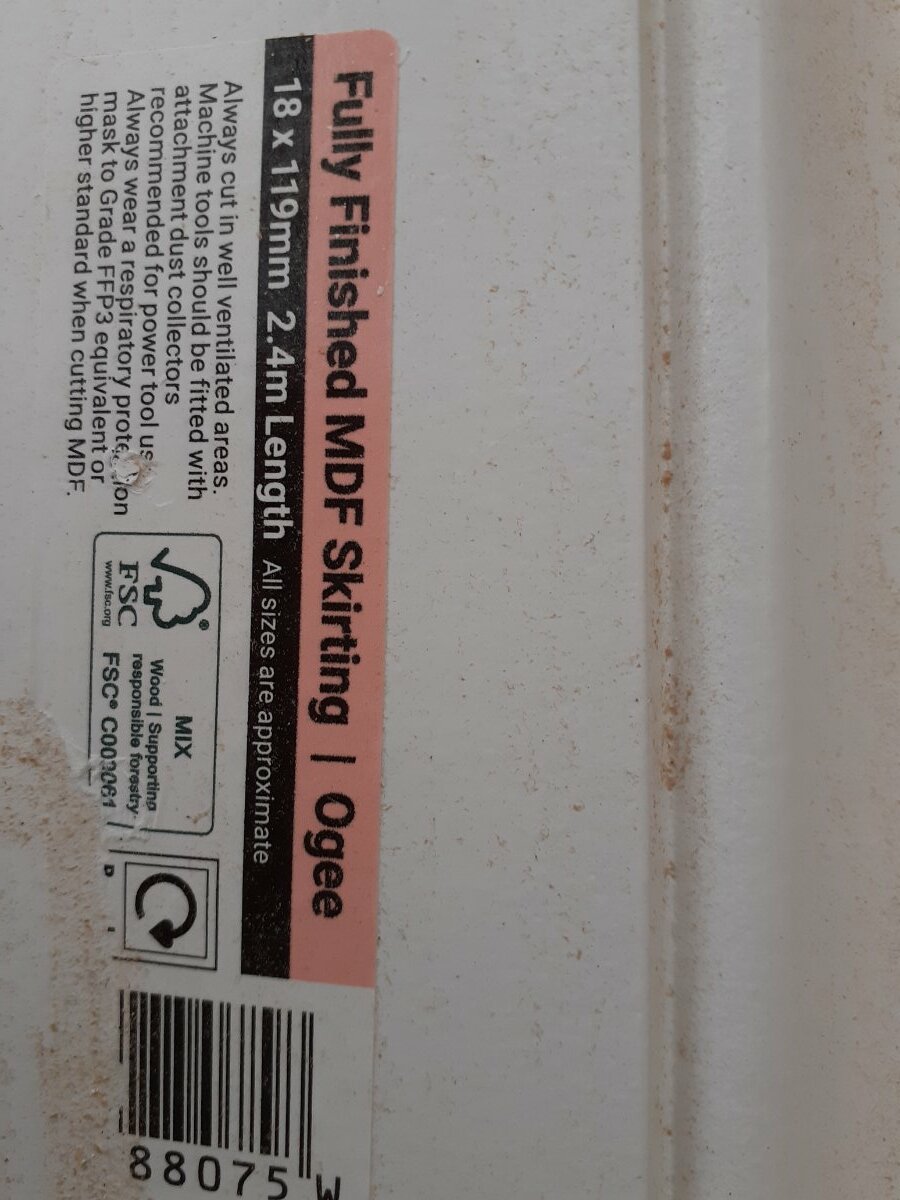 Fully Finished MDF Skirting | Ogee
18 x 119mm 2.4m Length All sizes are approximate
Always cut in well ventilated areas.
Machine tools should be fitted with
attachment dust collectors
recommended for power tool
Always wear a respiratory
mask to Grade FFP3 equivalent or
higher standard when cutting MDF.
FSC®
www.fsc.org
MIX
Wood | Supporting
responsible forestry
FSC® C009061
88075